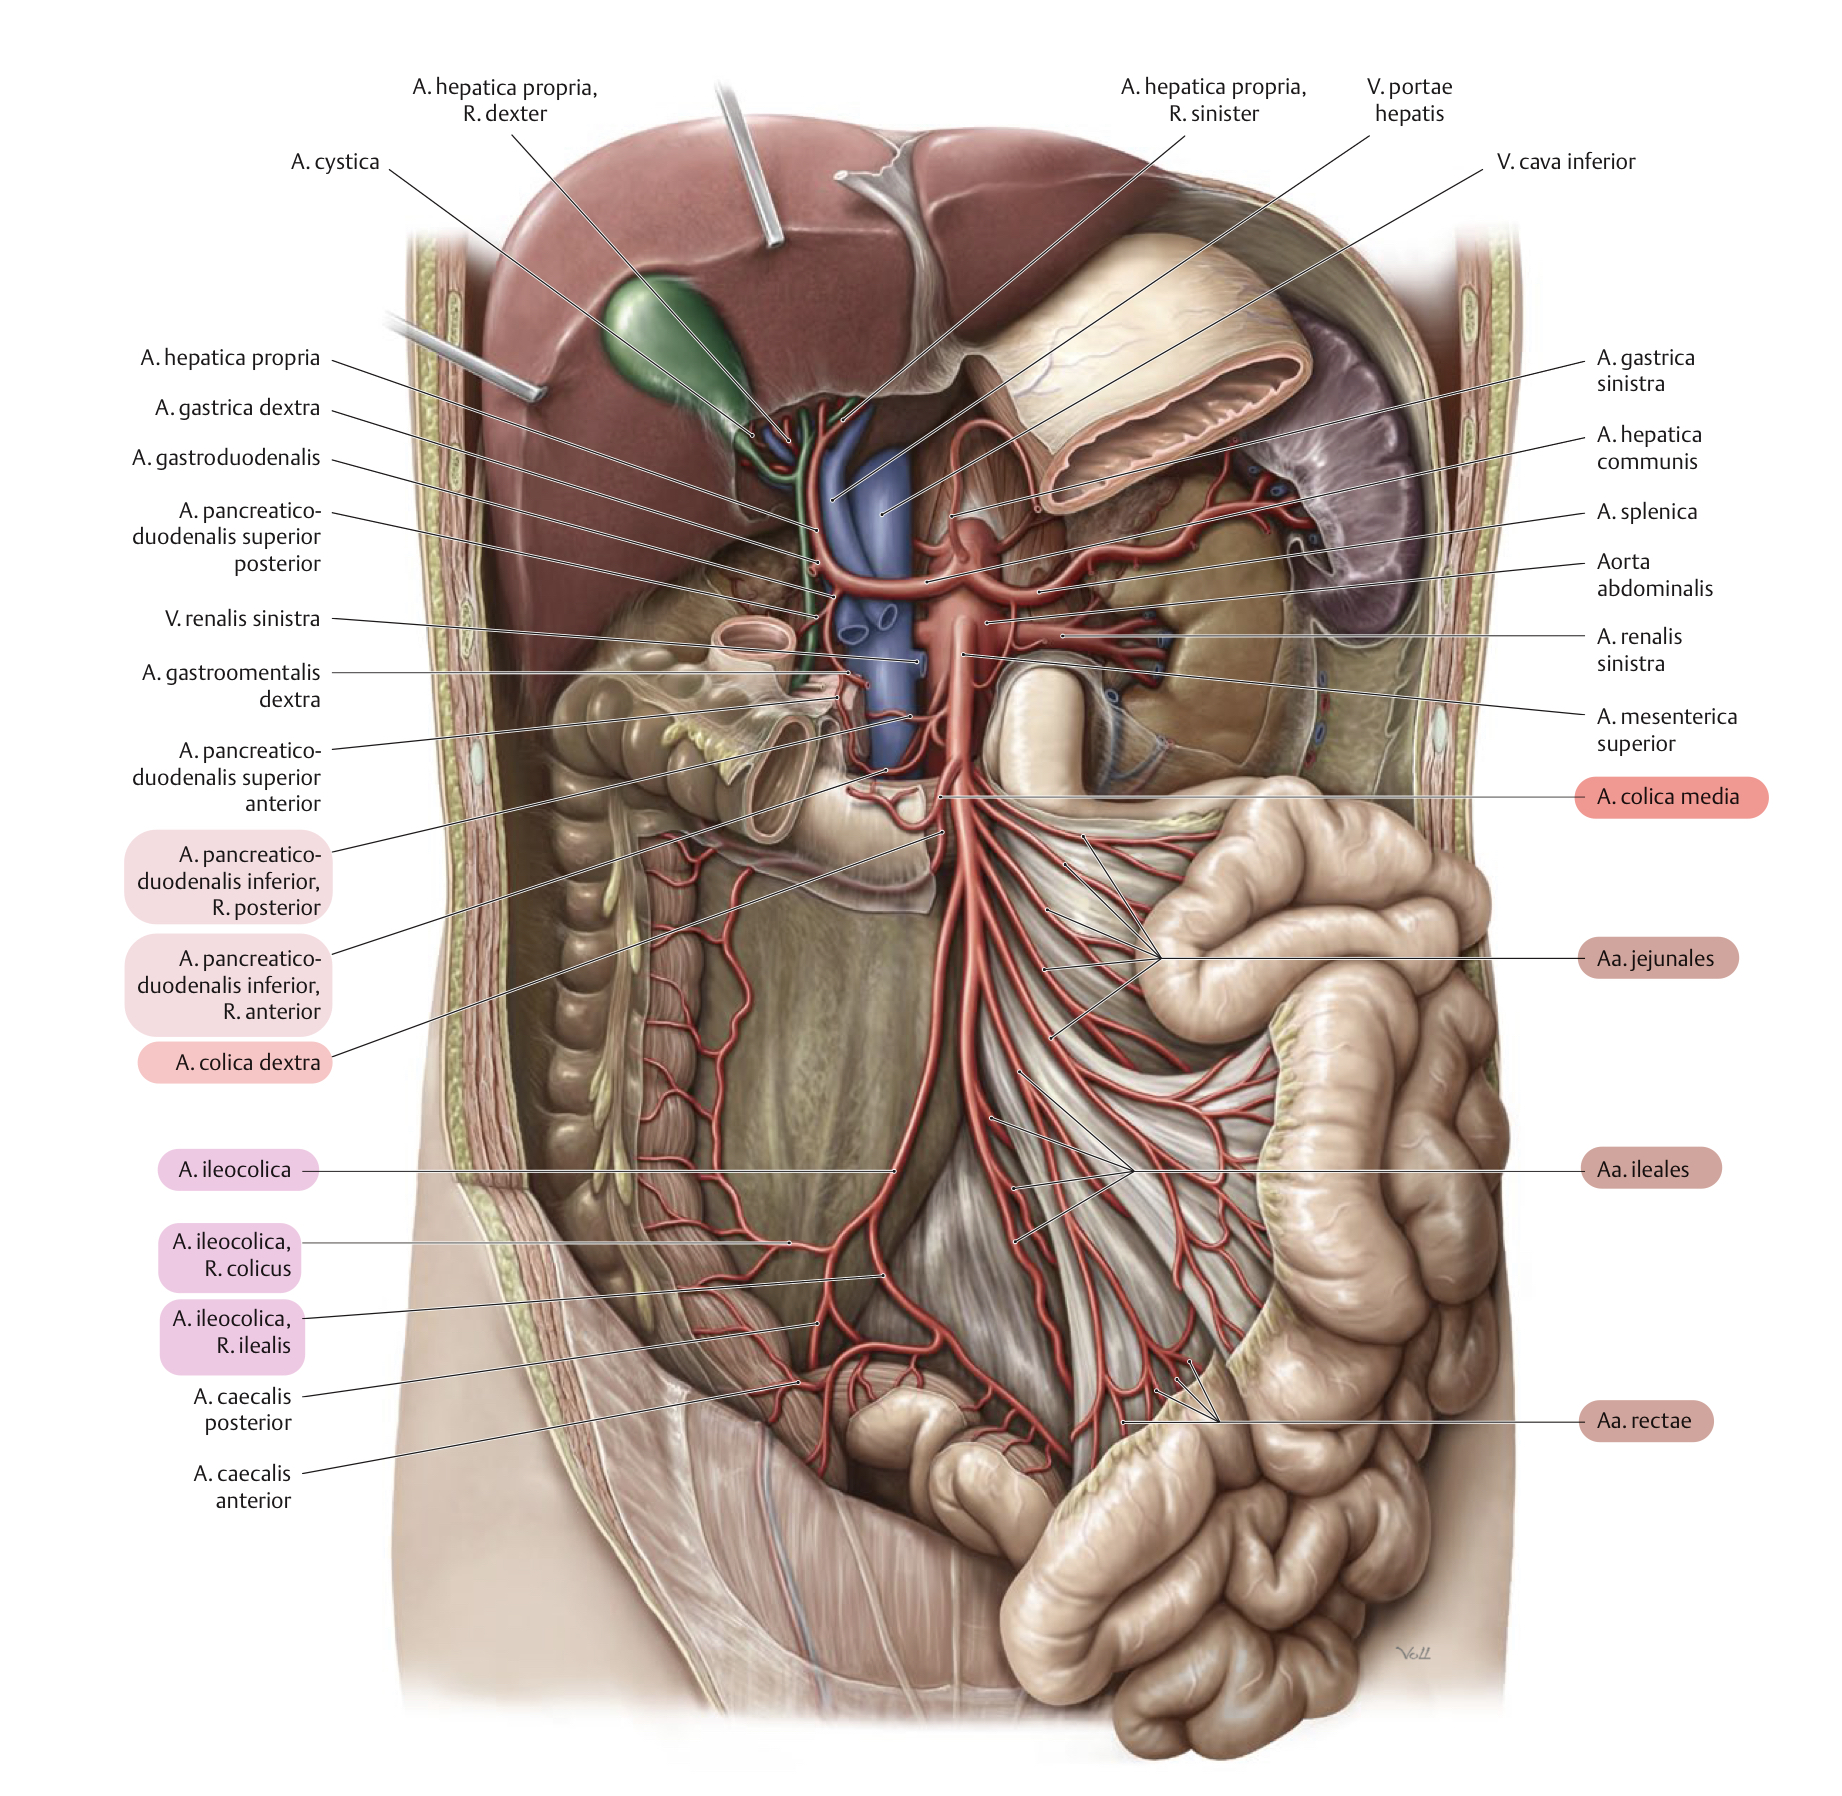 A. hepatica propria,
R. dexter
A. hepatica propria,
R. sinister
V. portae
hepatis
A. cystica
V. cava inferior
A. hepatica propria
A. gastrica dextra
A. gastroduodenalis
A. pancreatico-
duodenalis superior
posterior
V. renalis sinistra
A. gastroomentalis
dextra
A. pancreatico-
duodenalis superior
anterior
A. pancreatico-
duodenalis inferior,
R. posterior
A. pancreatico-
duodenalis inferior,
R. anterior
A. colica dextra
A. ileocolica
A. ileocolica,
R. colicus
A. ileocolica,
R. ilealis
A. caecalis
posterior
A. caecalis
anterior
A. gastrica
sinistra
A. hepatica
communis
A. splenica
Aorta
abdominalis
A. renalis
sinistra
A. mesenterica
superior
A. colica media
Aa. jejunales
Aa. ileales
Aa. rectae
Voll